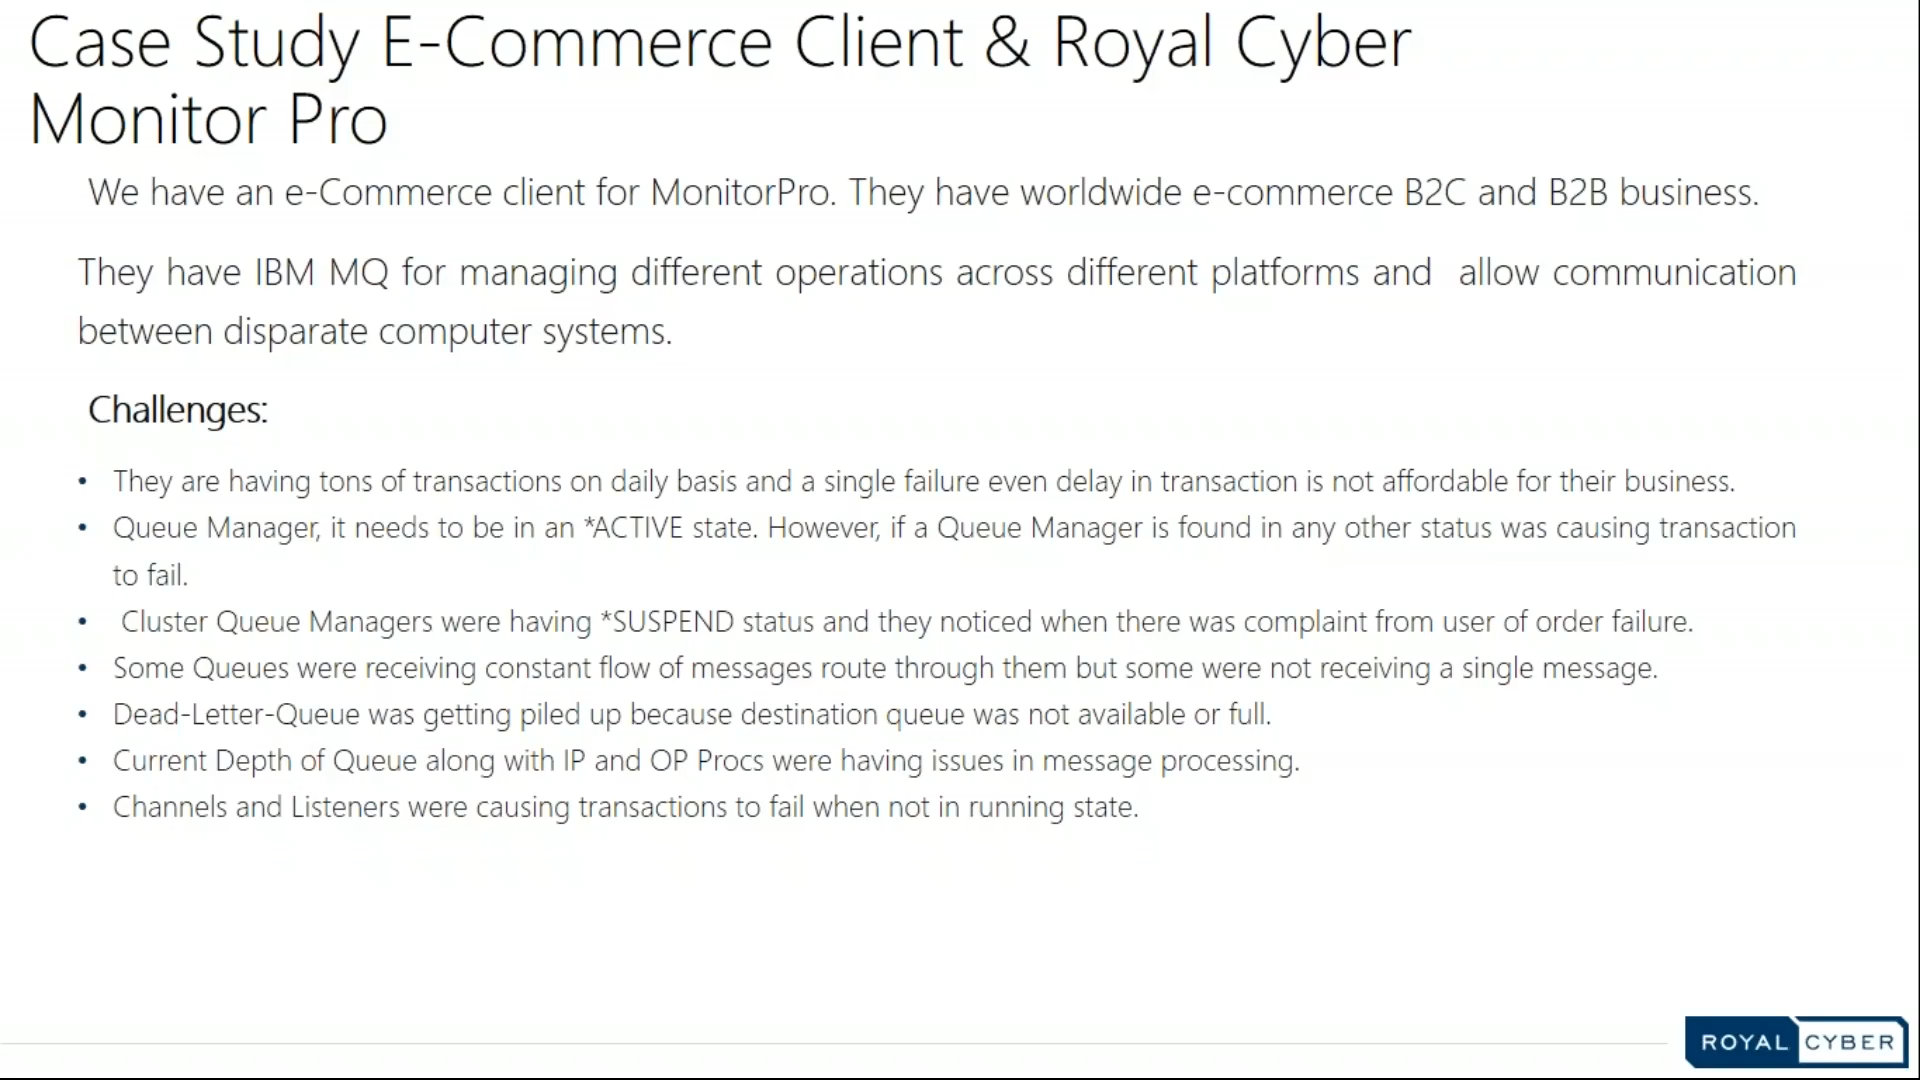 Case Study E-Commerce Client & Royal Cyber
Monitor Pro
We have an e-Commerce client for MonitorPro. They have worldwide e-commerce B2C and B2B business.
They have IBM MQ for managing different operations across different platforms and allow communication
between disparate computer systems.
Challenges:
• They are having tons of transactions on daily basis and a single failure even delay in transaction is not affordable for their business.
• Queue Manager, it needs to be in an *ACTIVE state. However, if a Queue Manager is found in any other status was causing transaction
to fail.
• Cluster Queue Managers were having *SUSPEND status and they noticed when there was complaint from user of order failure.
• Some Queues were receiving constant flow of messages route through them but some were not receiving a single message.
• Dead-Letter-Queue was getting piled up because destination queue was not available or full.
• Current Depth of Queue along with IP and OP Procs were having issues in message processing.
• Channels and Listeners were causing transactions to fail when not in running state.
ROYAL CYBER